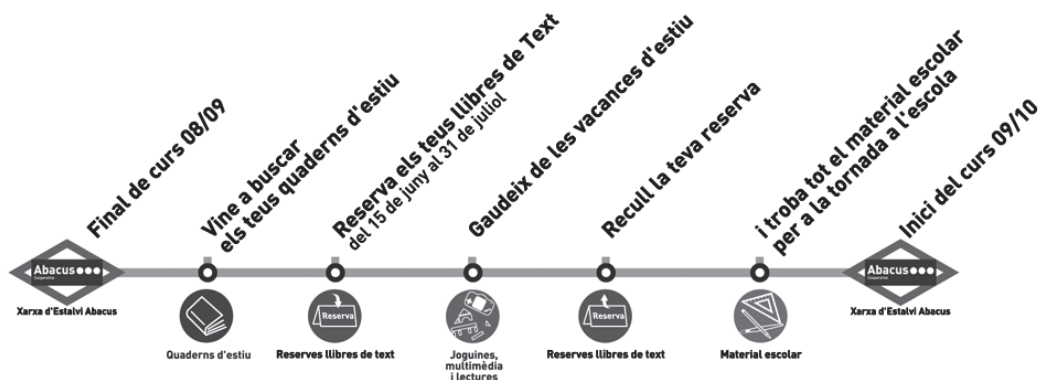 Final de curs 08/09
Vine a buscar
els teus quaderns d'estiu
Reserva els teus llibres de Text
del 15 de juny al 31 de juliol
Gaudeix de les vacances d'estiu
Recull la teva reserva
i troba tot el material escolar
per a la tornada a l'escola
Inici del curs 09/10
Abacus
Cooperativa
Xarxa d'Estalvi Abacus
Quaderns d'estiu
Reserva
Reserves llibres de text
Joguines,
multimèdia
i lectures
Reserva
Reserves llibres de text
Material escolar
Abacus
Cooperativa
Xarxa d'Estalvi Abacus